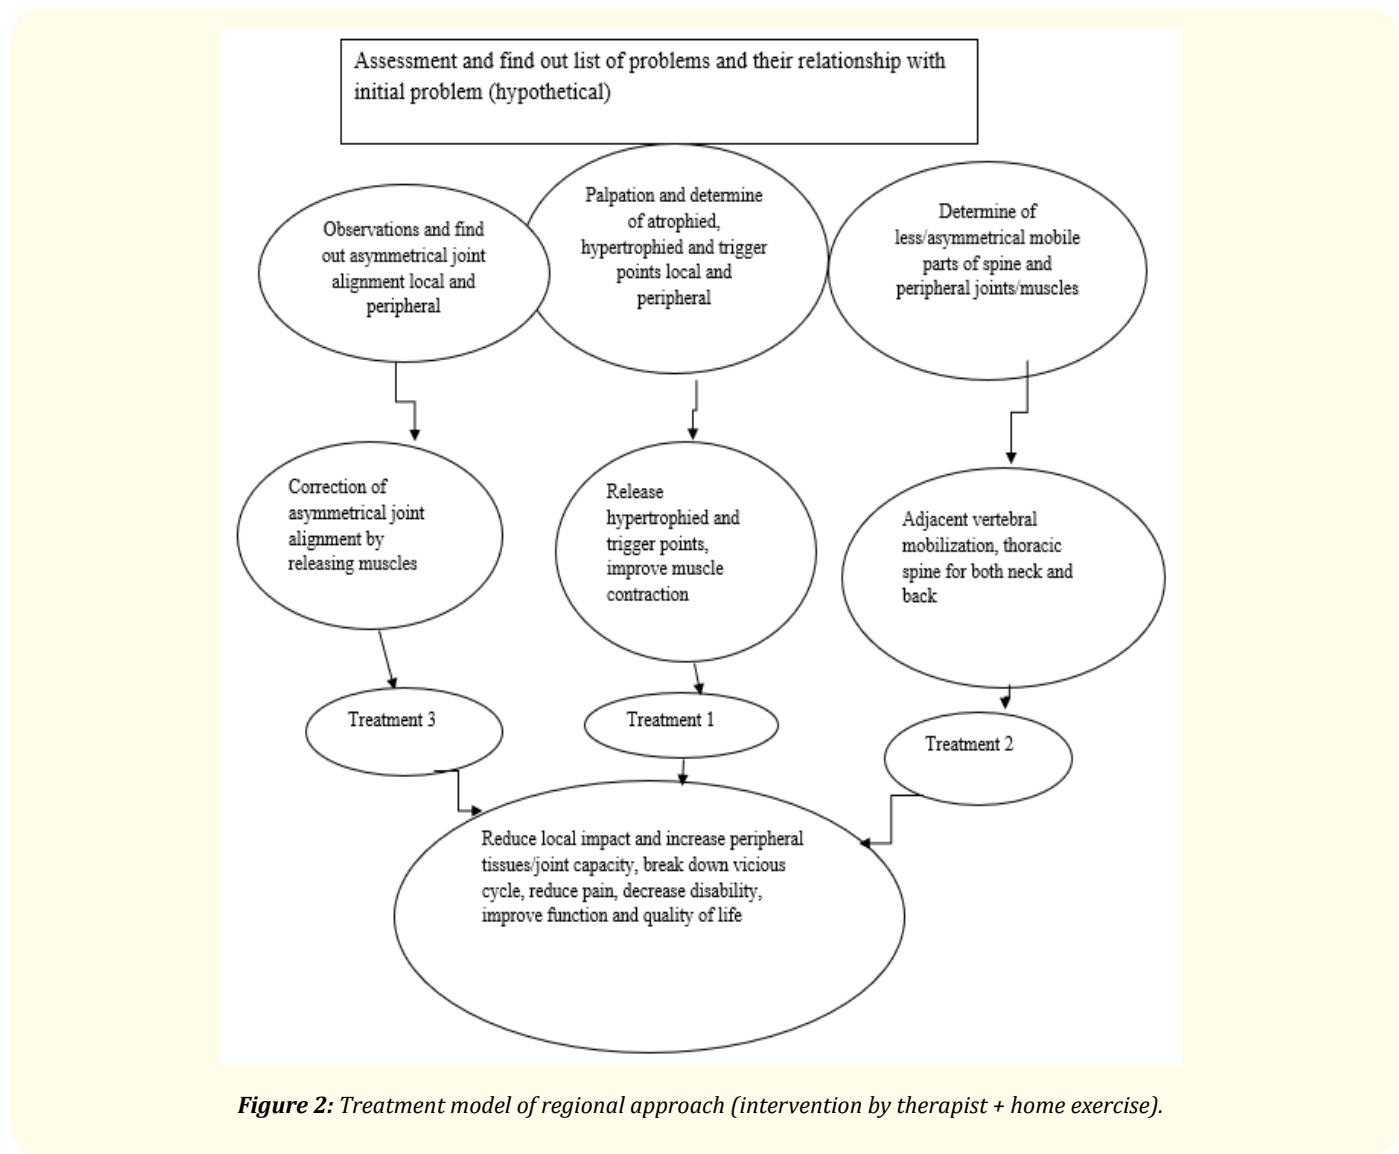 Assessment and find out list of problems and their relationship with
initial problem (hypothetical)
Observations and find
out asymmetrical joint
alignment local and
peripheral
Palpation and determine
of atrophied,
hypertrophied and trigger
points local and
peripheral
Determine of
less/asymmetrical mobile
parts of spine and
peripheral joints/muscles
Correction of
asymmetrical joint
alignment by
releasing muscles
Release
hypertrophied and
trigger points,
improve muscle
contraction
Adjacent vertebral
mobilization, thoracic
spine for both neck and
back
Treatment 3
Treatment 1
Treatment 2
Reduce local impact and increase peripheral
tissues/joint capacity, break down vicious
cycle, reduce pain, decrease disability,
improve function and quality of life
Figure 2: Treatment model of regional approach (intervention by therapist + home exercise).